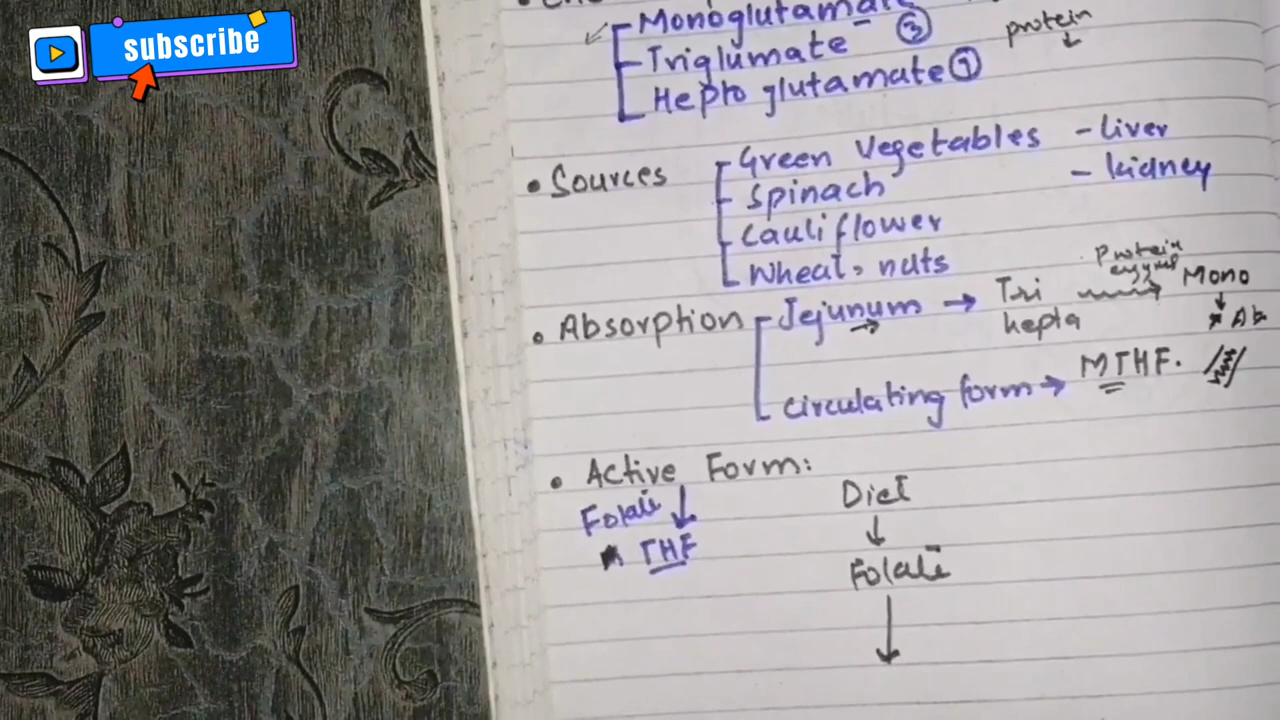 subscribe
Monoglutamate
Triglumate ③
Hepto glutamate ⑦
protein
↓
• Sources
Green Vegetables
Spinach
Cauliflower
Wheat, nuts
- liver
- kidney
• Absorption
Jejunum → Tri
hepta
protein
Mono
↓
Ab
Circulating form → MTHF.
• Active Form:
Folate ↓
THF
Diet
↓
Folate
↓